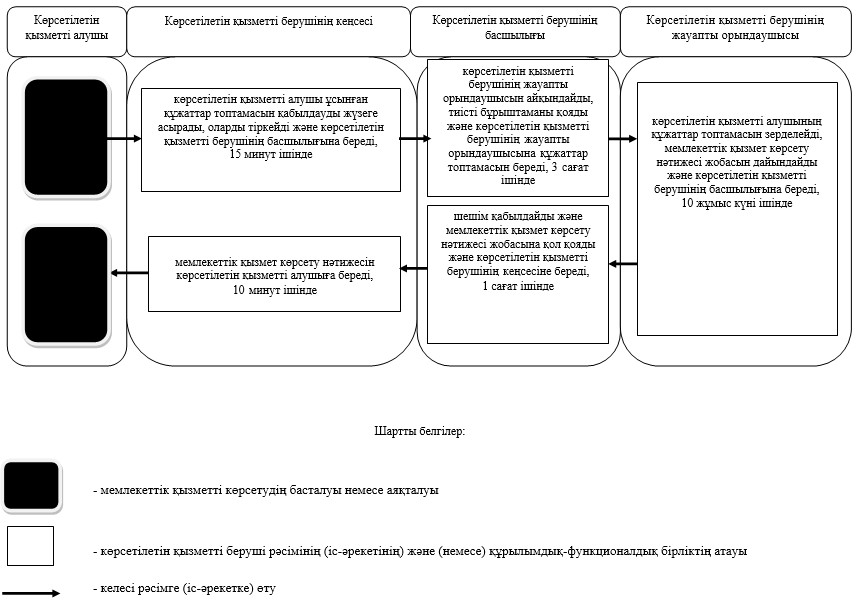 Көрсетілетін
қызметті алушы
Көрсетілетін қызметті берушінің кеңсесі
Көрсетілетін қызметті берушінің
басшылығы
Көрсетілетін қызметті берушінің
жауапты орындаушысы
көрсетілетін қызметті алушы ұсынған
құжаттар топтамасын қабылдауды жүзеге
асырады, оларды тіркейді және көрсетілетін
қызметті берушінің басшылығына береді,
15 минут ішінде
көрсетілетін қызметті
берушінің жауапты
орындаушысын айқындайды,
тиісті бұрыштаманы қояды
және көрсетілетін қызметті
берушінің жауапты
орындаушысына құжаттар
топтамасын береді, 3 сағат
ішінде
көрсетілетін қызметті алушының
құжаттар топтамасын зерделейді,
мемлекеттік қызмет көрсету
нәтижесі жобасын дайындайды
және көрсетілетін қызметті
берушінің басшылығына береді,
10 жұмыс күні ішінде
шешім қабылдайды және
мемлекеттік қызмет көрсету
нәтижесі жобасына қол қояды
және көрсетілетін қызметті
берушінің кеңсесіне береді,
1 сағат ішінде
мемлекеттік қызмет көрсету нәтижесін
көрсетілетін қызметті алушыға береді,
10 минут ішінде
Шартты белгілер:
- мемлекеттік қызметті көрсетудің басталуы немесе аяқталуы
- көрсетілетін қызметті беруші рәсімінің (іс-әрекетінің) және (немесе) құрылымдық-функционалдық бірліктің атауы
- келесі рәсімге (іс-әрекетке) өту